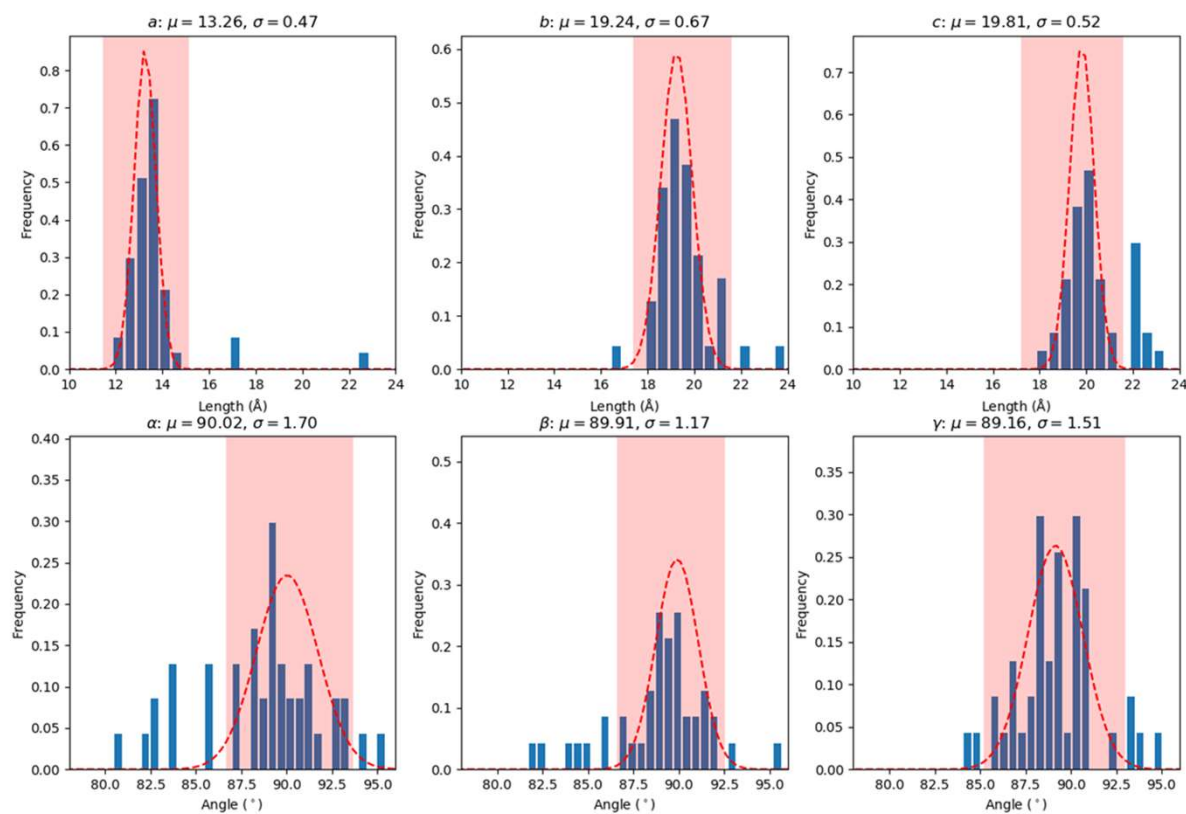 a: μ = 13.26, σ = 0.47
b: μ = 19.24, σ = 0.67
c: μ = 19.81, σ = 0.52
Frequency
0.8
0.7
0.6
0.5
0.4
0.3
0.2
0.1
0.0
10 12 14 16 18 20 22 24
Length (Å)
Frequency
0.6
0.5
0.4
0.3
0.2
0.1
0.0
10 12 14 16 18 20 22 24
Length (Å)
Frequency
0.7
0.6
0.5
0.4
0.3
0.2
0.1
0.0
10 12 14 16 18 20 22 24
Length (Å)
α: μ = 90.02, σ = 1.70
β: μ = 89.91, σ = 1.17
γ: μ = 89.16, σ = 1.51
Frequency
0.40
0.35
0.30
0.25
0.20
0.15
0.10
0.05
0.00
80.0 82.5 85.0 87.5 90.0 92.5 95.0
Angle (°)
Frequency
0.5
0.4
0.3
0.2
0.1
0.0
80.0 82.5 85.0 87.5 90.0 92.5 95.0
Angle (°)
Frequency
0.35
0.30
0.25
0.20
0.15
0.10
0.05
0.00
80.0 82.5 85.0 87.5 90.0 92.5 95.0
Angle (°)